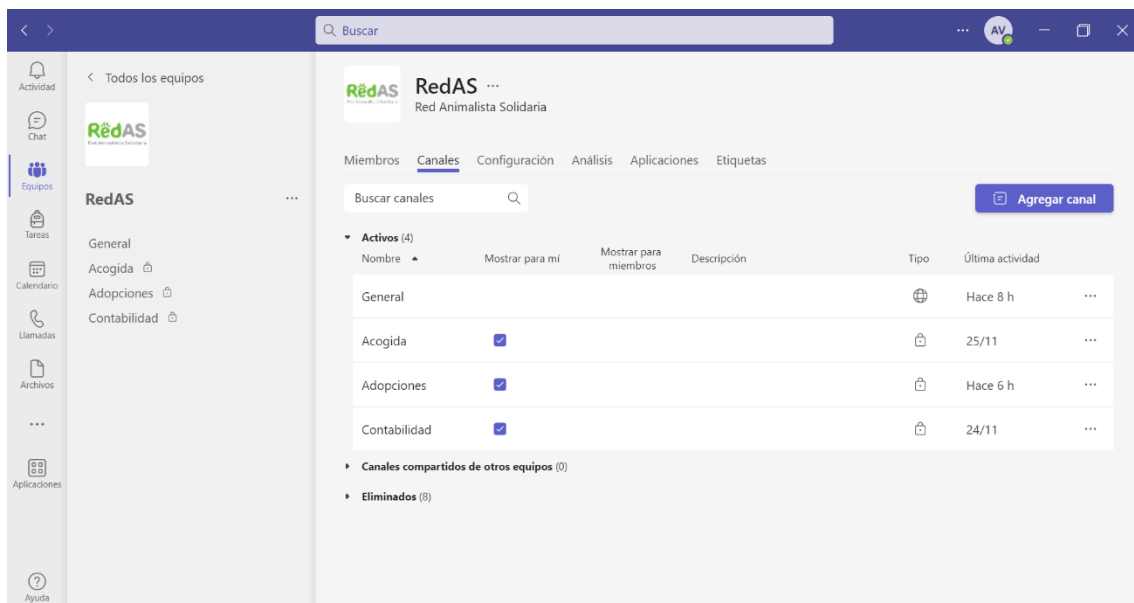 Buscar
AV
Actividad
Chat
Equipos
Tareas
Calendario
Llamadas
Archivos
Aplicaciones
Ayuda
Todos los equipos
RëdAS
RedAS
General
Acogida
Adopciones
Contabilidad
RëdAS
RedAS
Red Animalista Solidaria
Miembros Canales Configuración Análisis Aplicaciones Etiquetas
Buscar canales
Agregar canal
Activos (4)
Nombre Mostrar para mí Mostrar para miembros Descripción Tipo Última actividad
General Hace 8 h
Acogida 25/11
Adopciones Hace 6 h
Contabilidad 24/11
Canales compartidos de otros equipos (0)
Eliminados (8)